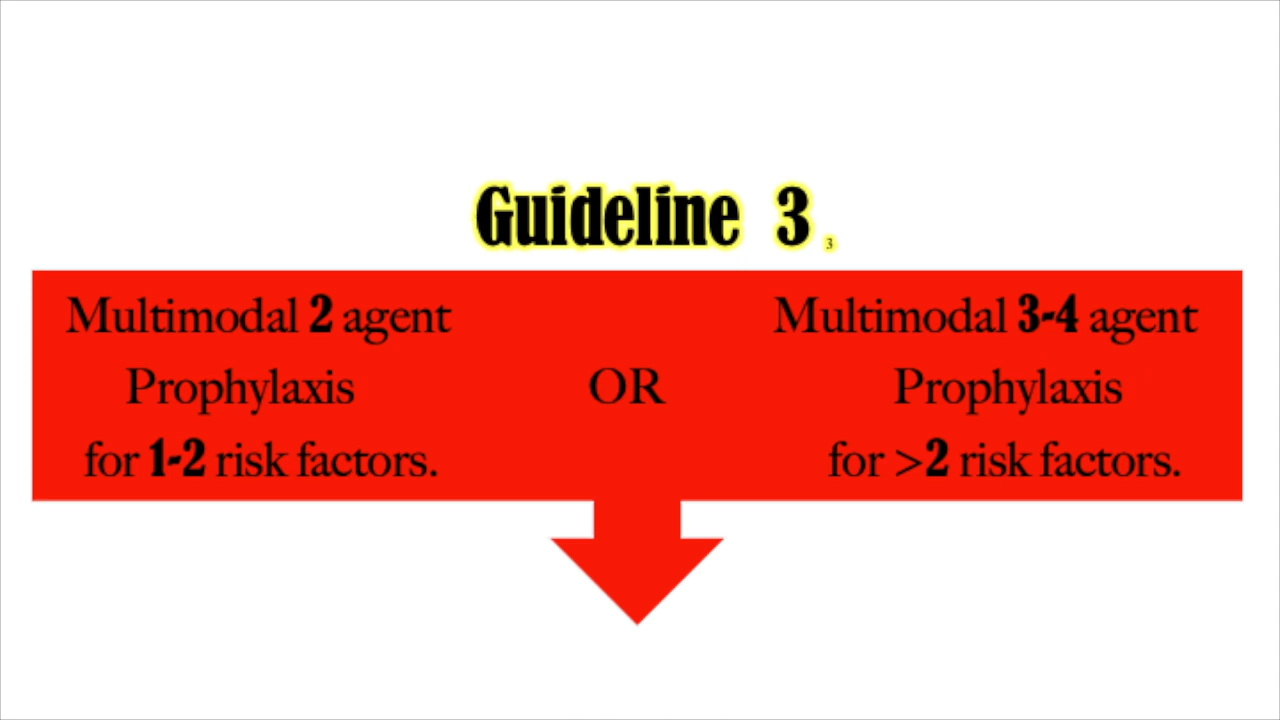 Guideline 3 3
Multimodal 2 agent
Prophylaxis
for 1-2 risk factors.
OR
Multimodal 3-4 agent
Prophylaxis
for >2 risk factors.